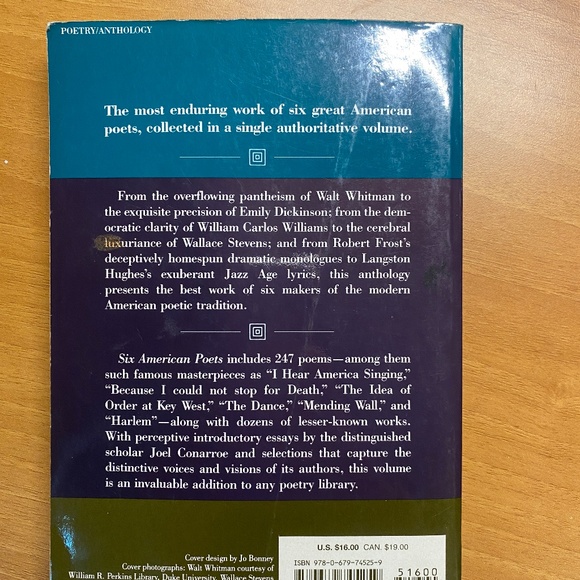 POETRY/ANTHOLOGY
The most enduring work of six great American
poets, collected in a single authoritative volume.
From the overflowing pantheism of Walt Whitman to
the exquisite precision of Emily Dickinson; from the dem-
ocratic clarity of William Carlos Williams to the cerebral
luxuriance of Wallace Stevens; and from Robert Frost's
deceptively homespun dramatic monologues to Langston
Hughes's exuberant Jazz Age lyrics, this anthology
presents the best work of six makers of the modern
American poetic tradition.
Six American Poets includes 247 poems—among them
such famous masterpieces as “I Hear America Singing,”
“Because I could not stop for Death,” “The Idea of
Order at Key West,” “The Dance,” “Mending Wall,” and
“Harlem”—along with dozens of lesser-known works.
With perceptive introductory essays by the distinguished
scholar Joel Conarroe and selections that capture the
distinctive voices and visions of its authors, this volume
is an invaluable addition to any poetry library.
Cover design by Jo Bonney
Cover photographs: Walt Whitman courtesy of
William R. Perkins Library, Duke University, Wallace Stevens
U.S. $16.00 CAN. $19.00
ISBN 978-0-679-74525-9
51600